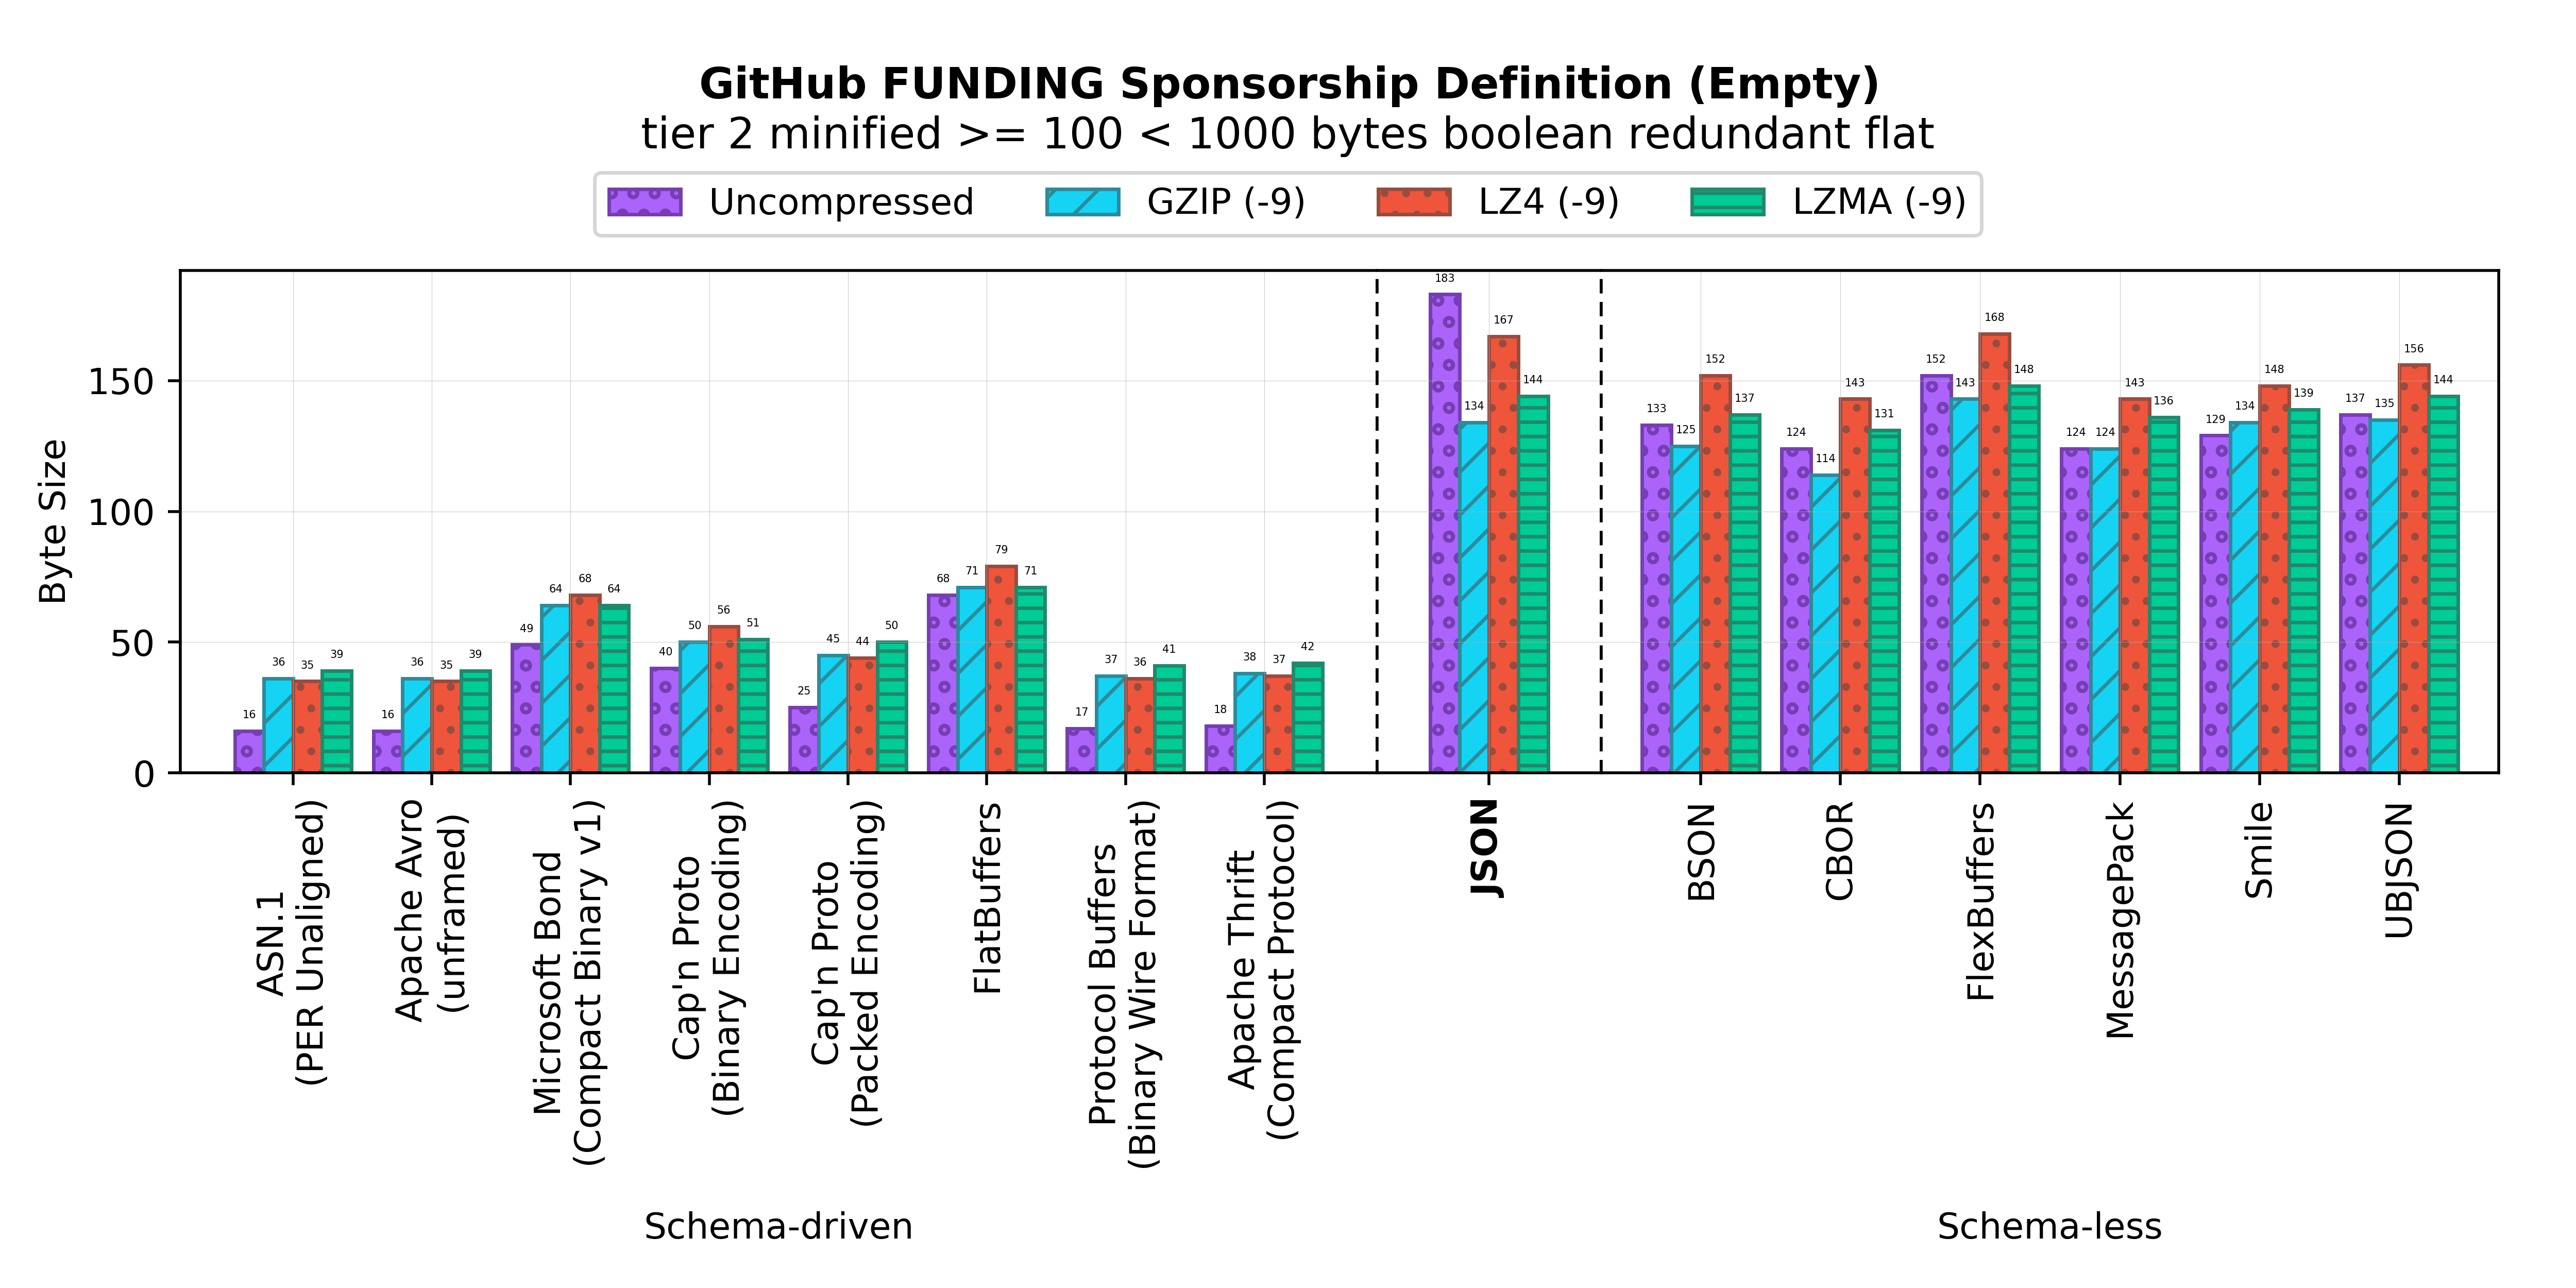 GitHub FUNDING Sponsorship Definition (Empty)
tier 2 minified >= 100 < 1000 bytes boolean redundant flat
Uncompressed
GZIP (-9)
LZ4 (-9)
LZMA (-9)
Byte Size
150
100
50
0
16
36
35
39
16
36
35
39
49
64
68
64
40
50
56
51
25
45
44
50
68
71
79
71
17
37
36
41
18
38
37
42
183
134
167
144
133
125
152
137
124
114
143
131
152
143
168
148
124
124
143
136
129
134
148
139
137
135
156
144
ASN.1
(PER Unaligned)
Apache Avro
(unframed)
Microsoft Bond
(Compact Binary v1)
Cap'n Proto
(Binary Encoding)
Cap'n Proto
(Packed Encoding)
FlatBuffers
Protocol Buffers
(Binary Wire Format)
Apache Thrift
(Compact Protocol)
JSON
BSON
CBOR
FlexBuffers
MessagePack
Smile
UBJSON
Schema-driven
Schema-less